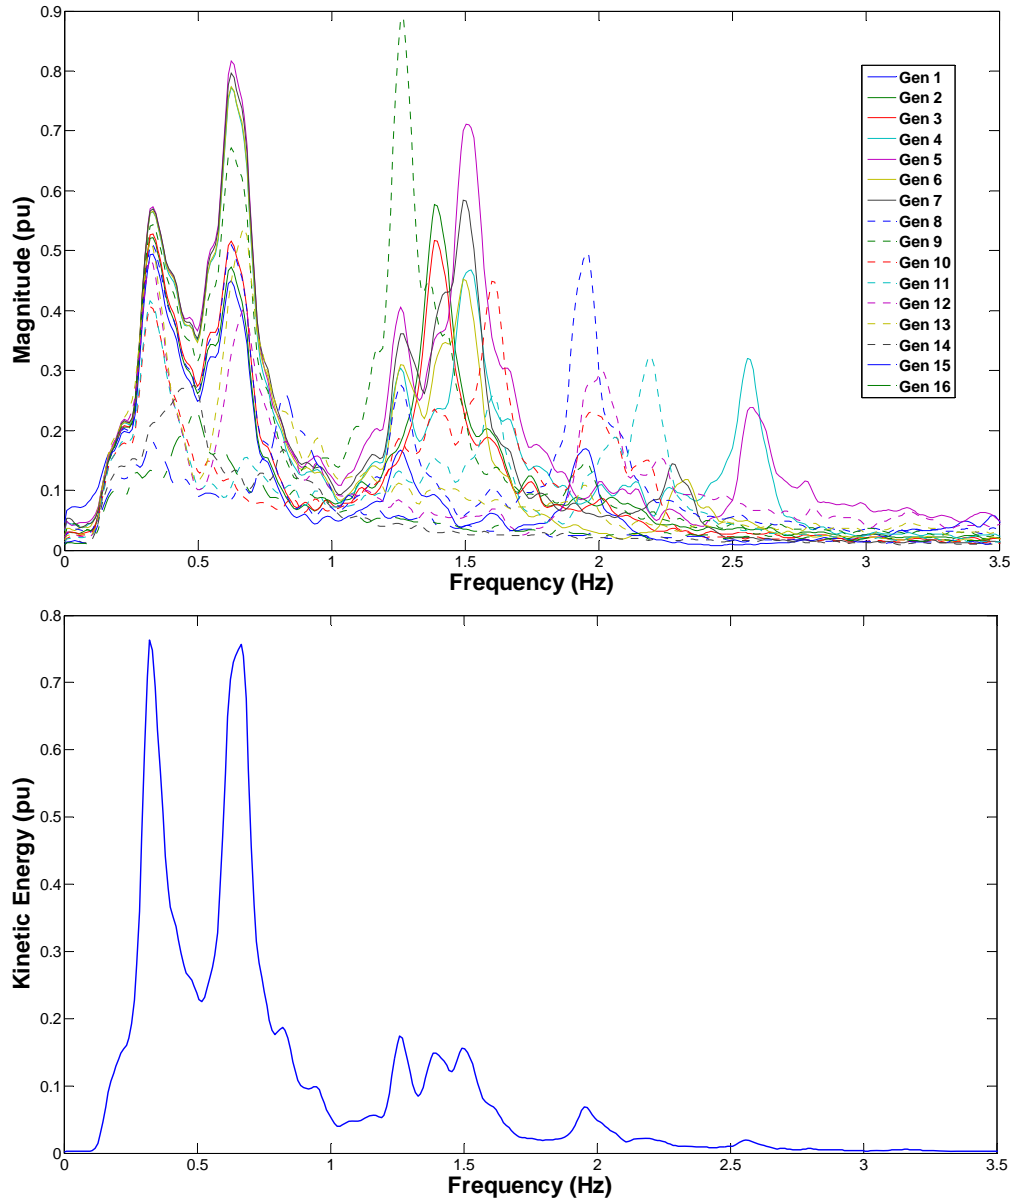 0.9
0.8
0.7
0.6
0.5
0.4
0.3
0.2
0.1
0
Magnitude (pu)
Gen 1
Gen 2
Gen 3
Gen 4
Gen 5
Gen 6
Gen 7
Gen 8
Gen 9
Gen 10
Gen 11
Gen 12
Gen 13
Gen 14
Gen 15
Gen 16
0 0.5 1 1.5 2 2.5 3 3.5
Frequency (Hz)
0.8
0.7
0.6
0.5
0.4
0.3
0.2
0.1
0
Kinetic Energy (pu)
0 0.5 1 1.5 2 2.5 3 3.5
Frequency (Hz)